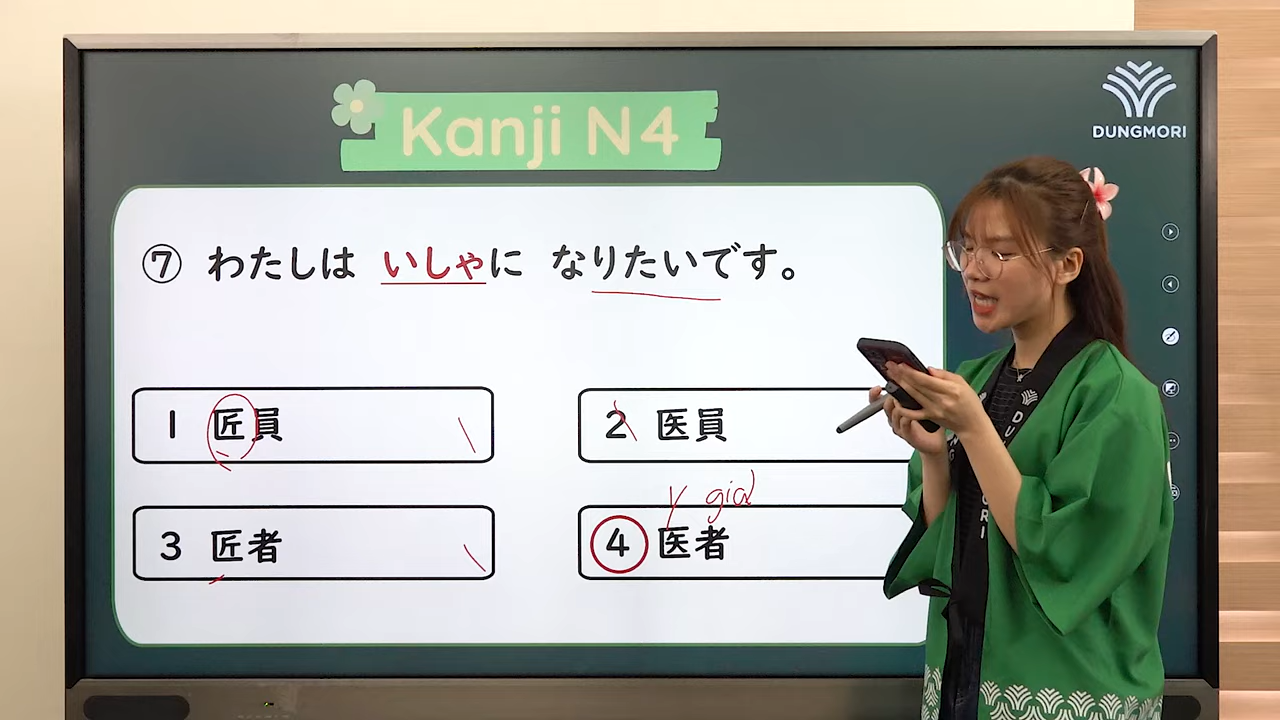 Kanji N4
DUNGMORI
⑦ わたしは いしゃに なりたいです。
1 匠員
2 医員
y giả
3 匠者
4 医者